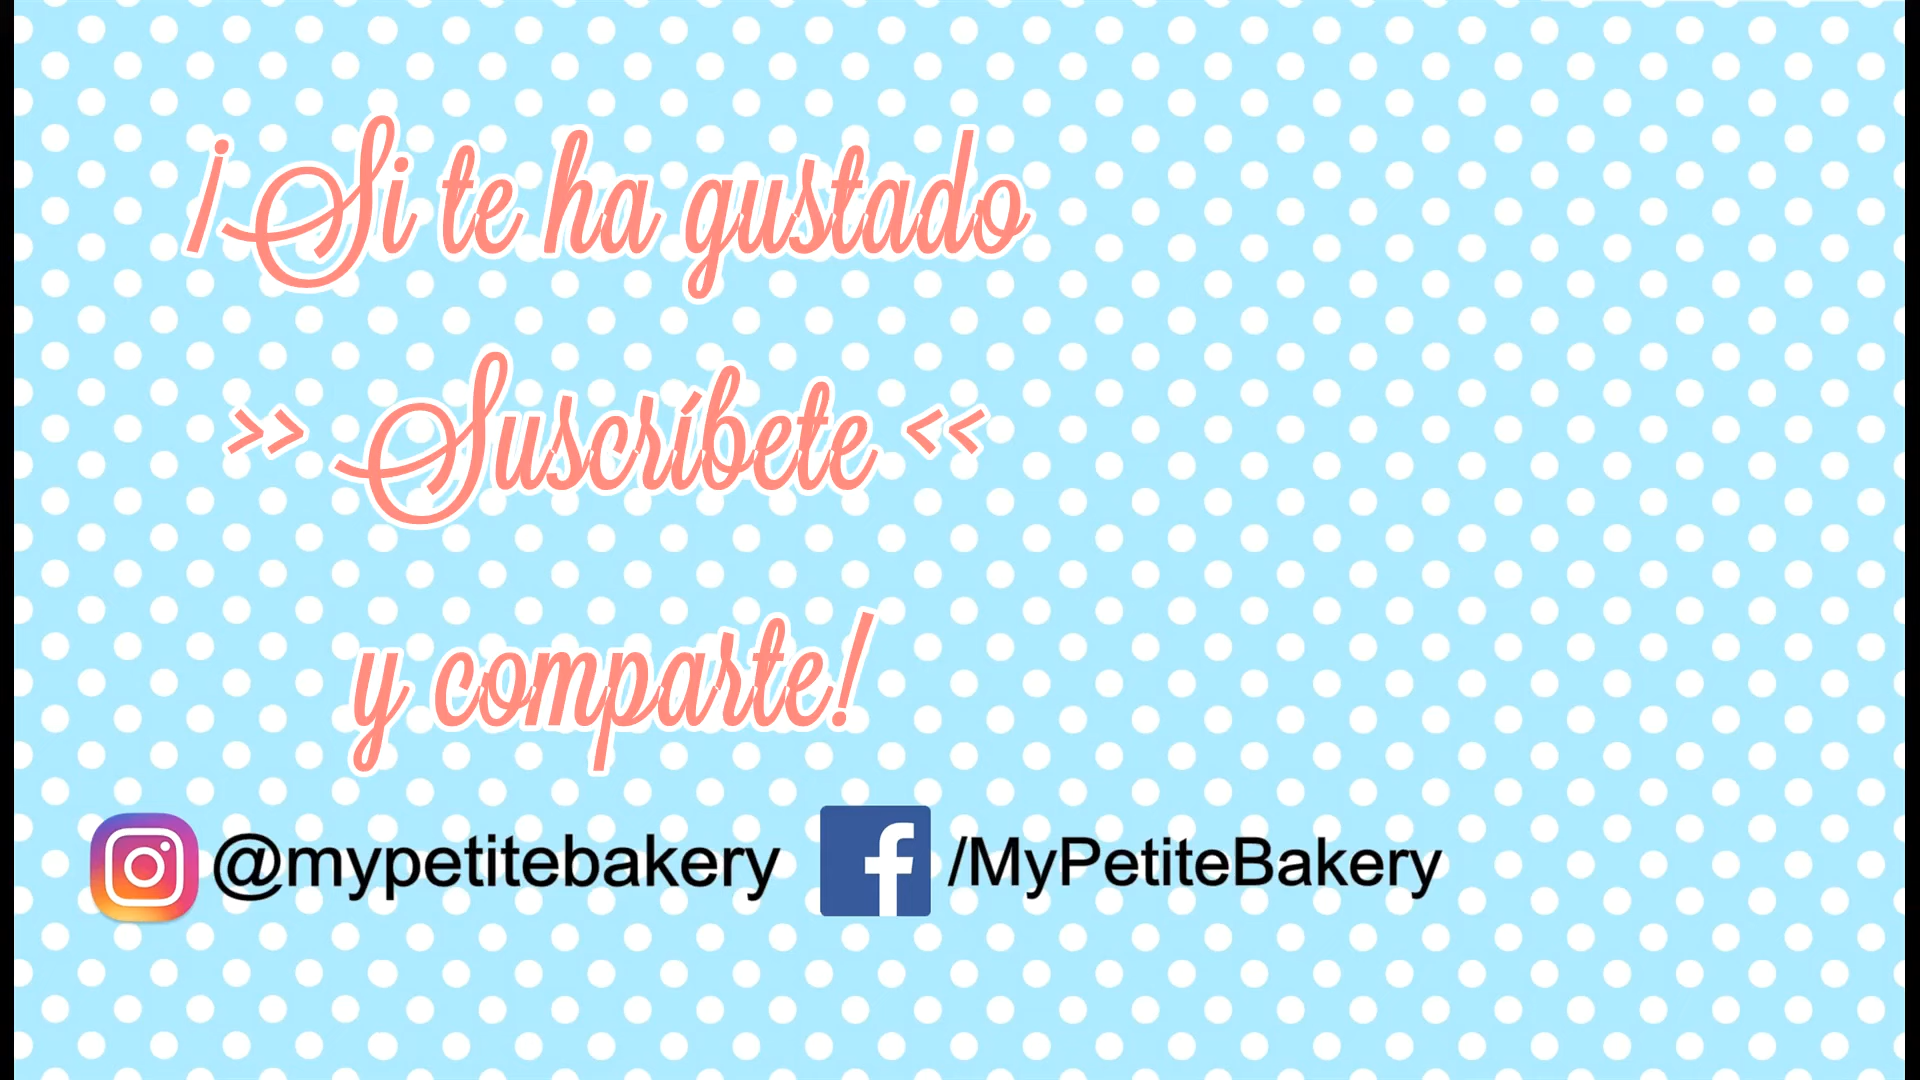 ¡Si te ha gustado
>> Suscríbete <<
y comparte!
@mypetitebakery /MyPetiteBakery